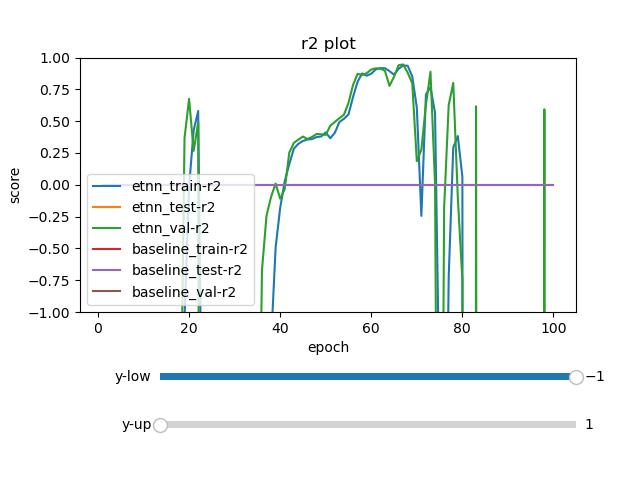 r2 plot
1.00
0.75
0.50
0.25
0.00
−0.25
−0.50
−0.75
−1.00
score
etnn_train-r2
etnn_test-r2
etnn_val-r2
baseline_train-r2
baseline_test-r2
baseline_val-r2
0 20 40 60 80 100
epoch
y-low −1
y-up 1